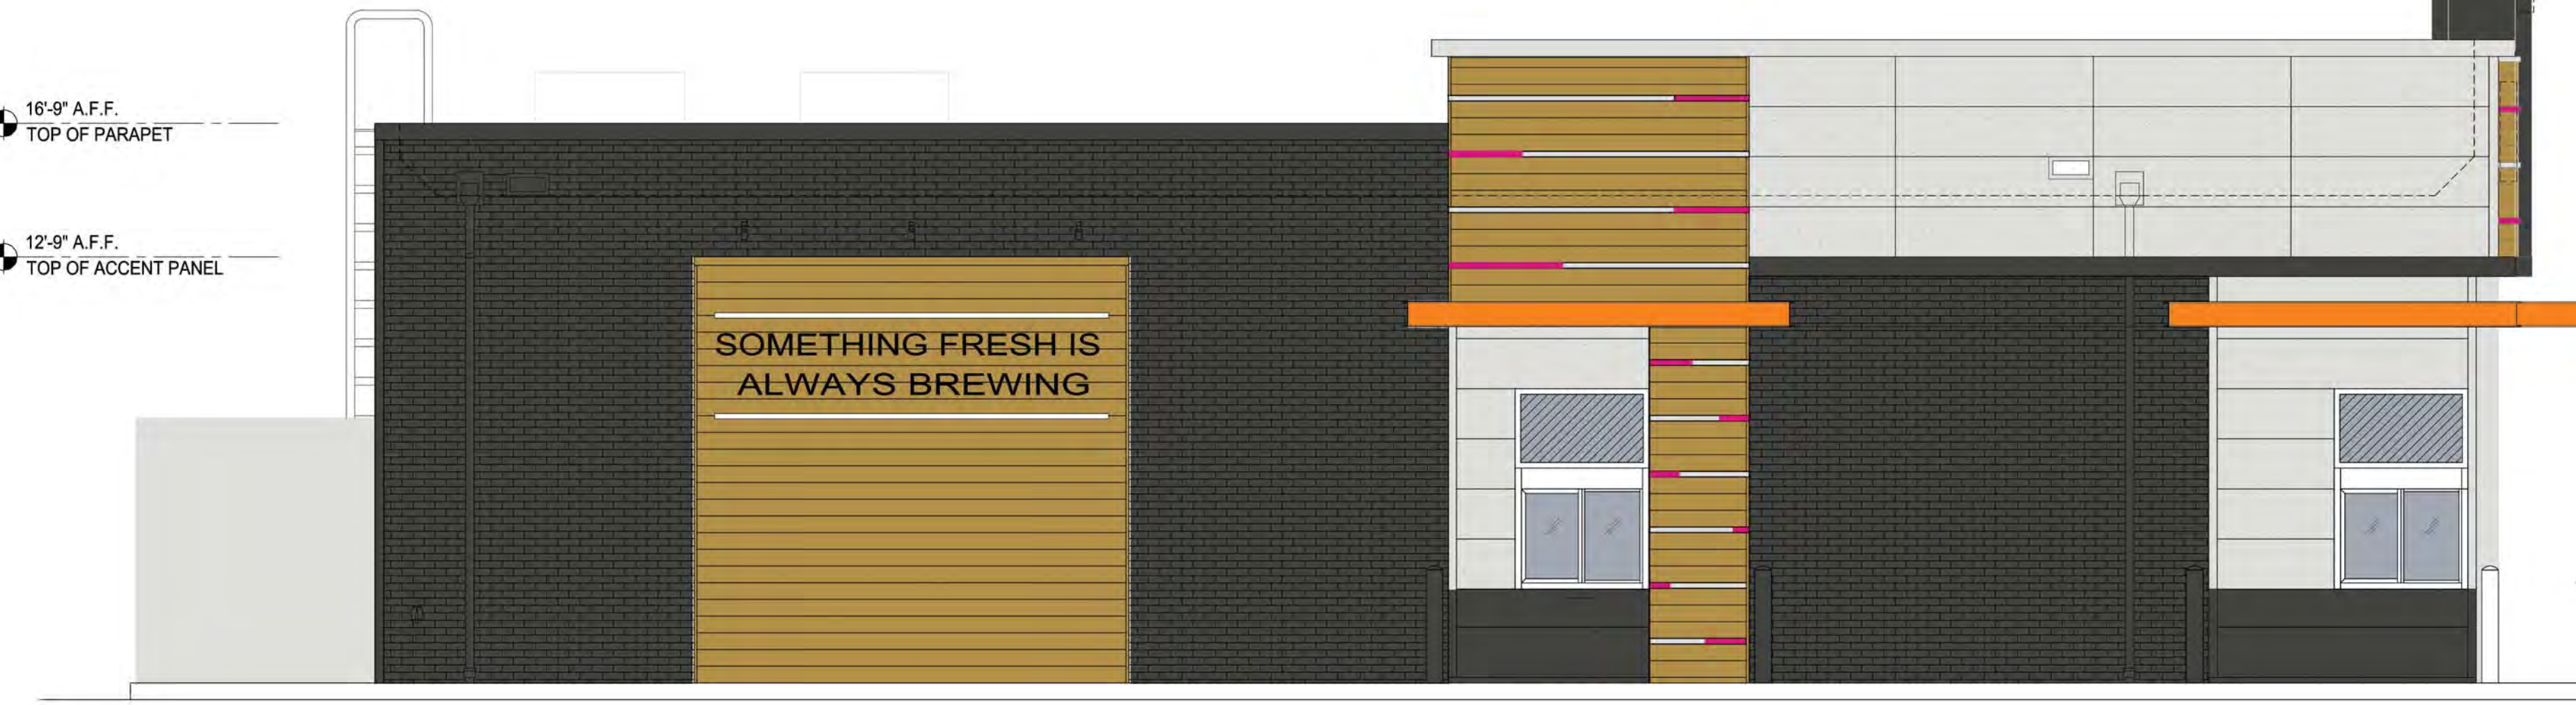 16'-9" A.F.F.
TOP OF PARAPET
12'-9" A.F.F.
TOP OF ACCENT PANEL
SOMETHING FRESH IS
ALWAYS BREWING